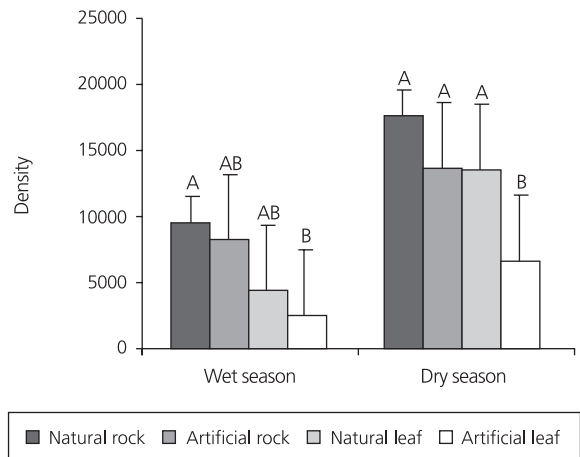 25000
20000
15000
10000
5000
0
Density
A
AB
AB
B
A
A
A
B
Wet season
Dry season
Natural rock
Artificial rock
Natural leaf
Artificial leaf